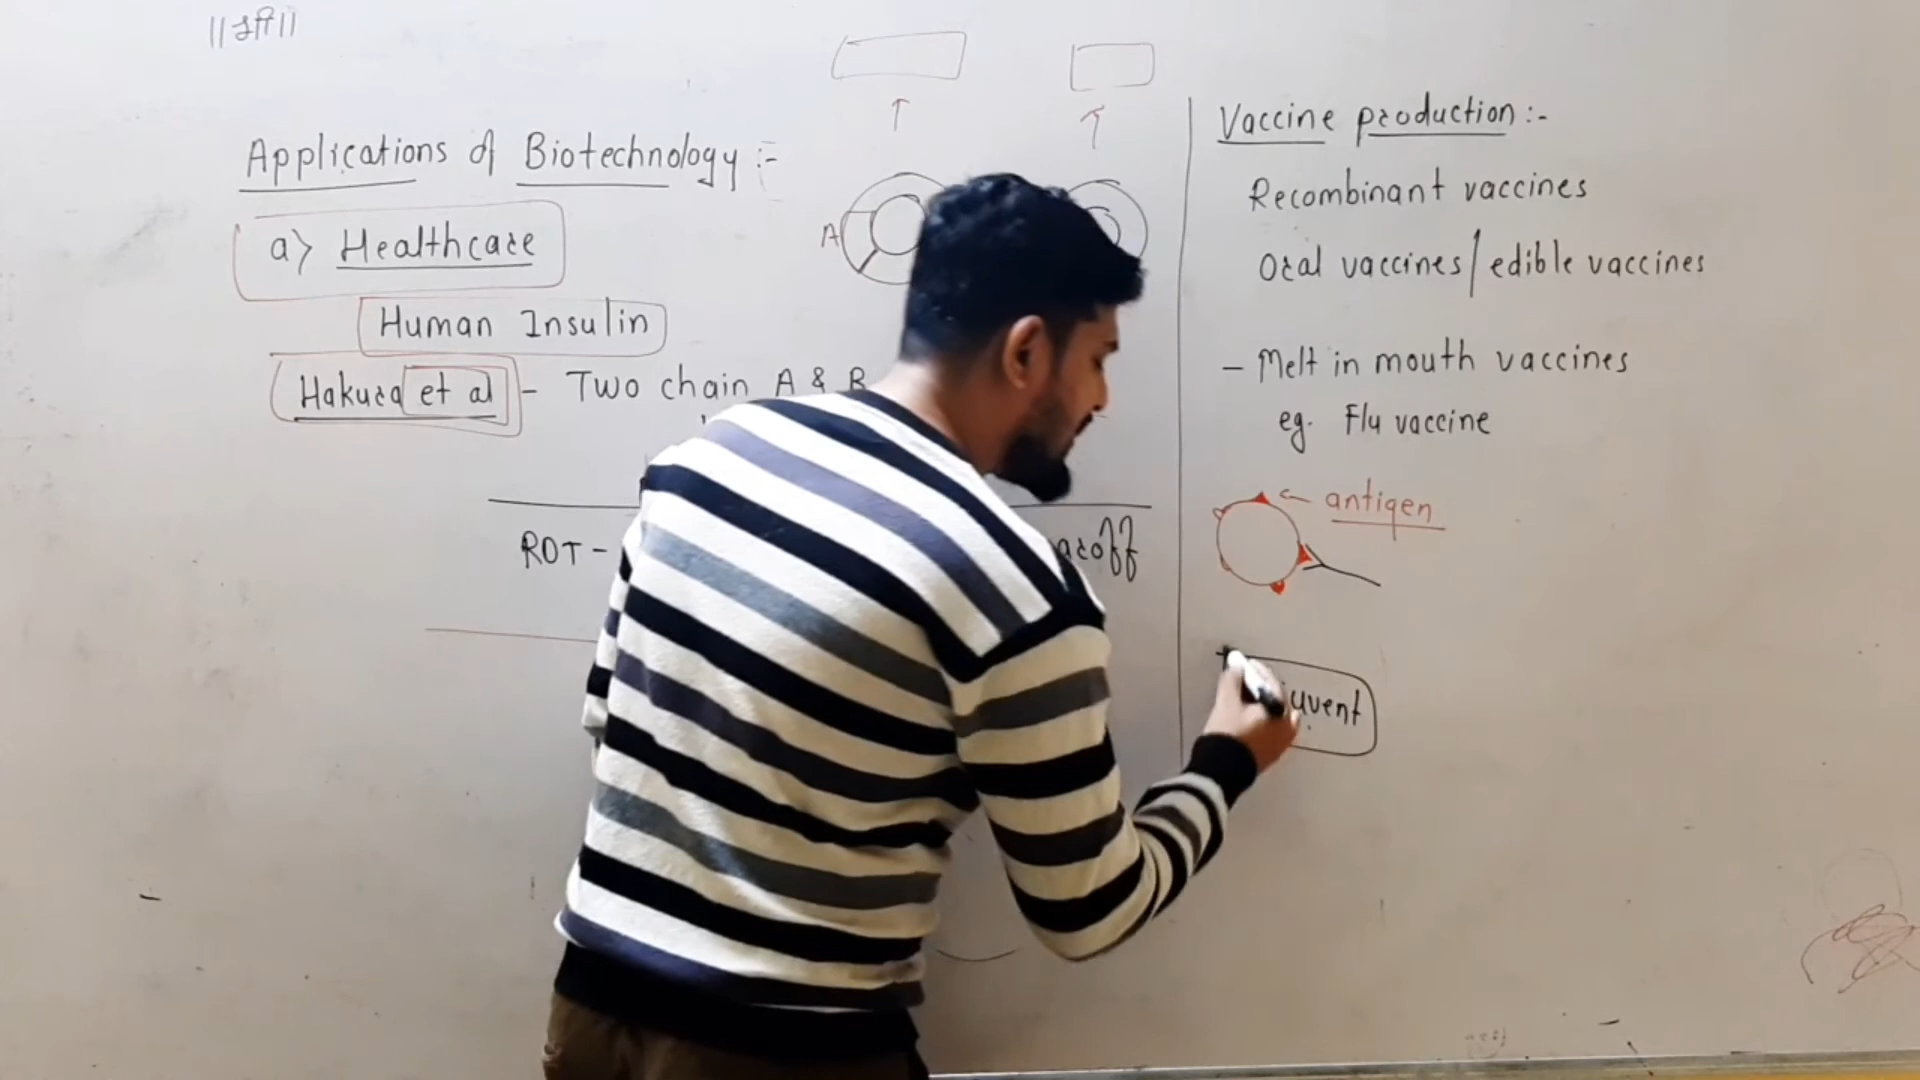 || श्री ||
Applications of Biotechnology :-
a) Healthcare
Human Insulin
Hakura et al - Two chain A & B
RDT -
A
Vaccine production :-
Recombinant vaccines
Oral vaccines / edible vaccines
- Melt in mouth vaccines
eg. Flu vaccine
antigen